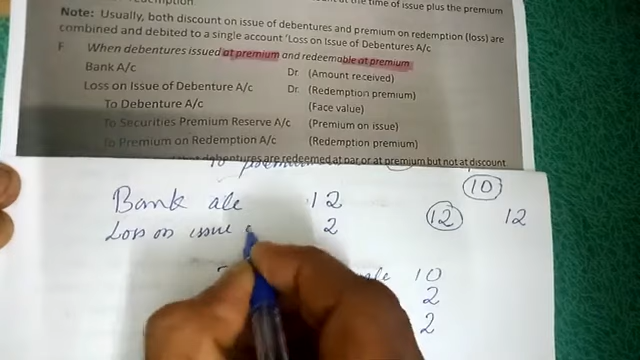 at the time of issue plus the premium
Note: Usually, both discount on issue of debentures and premium on redemption (loss) are
combined and debited to a single account 'Loss on Issue of Debentures A/c
F. When debentures issued at premium and redeemable at premium
Bank A/c Dr. (Amount received)
Loss on Issue of Debenture A/c Dr. (Redemption premium)
To Debenture A/c (Face value)
To Securities Premium Reserve A/c (Premium on issue)
To Premium on Redemption A/c (Redemption premium)
debentures are redeemed at par or at premium but not at discount
To
10
Bank a/c 12 12 12
Loss on issue 2
10
2
2